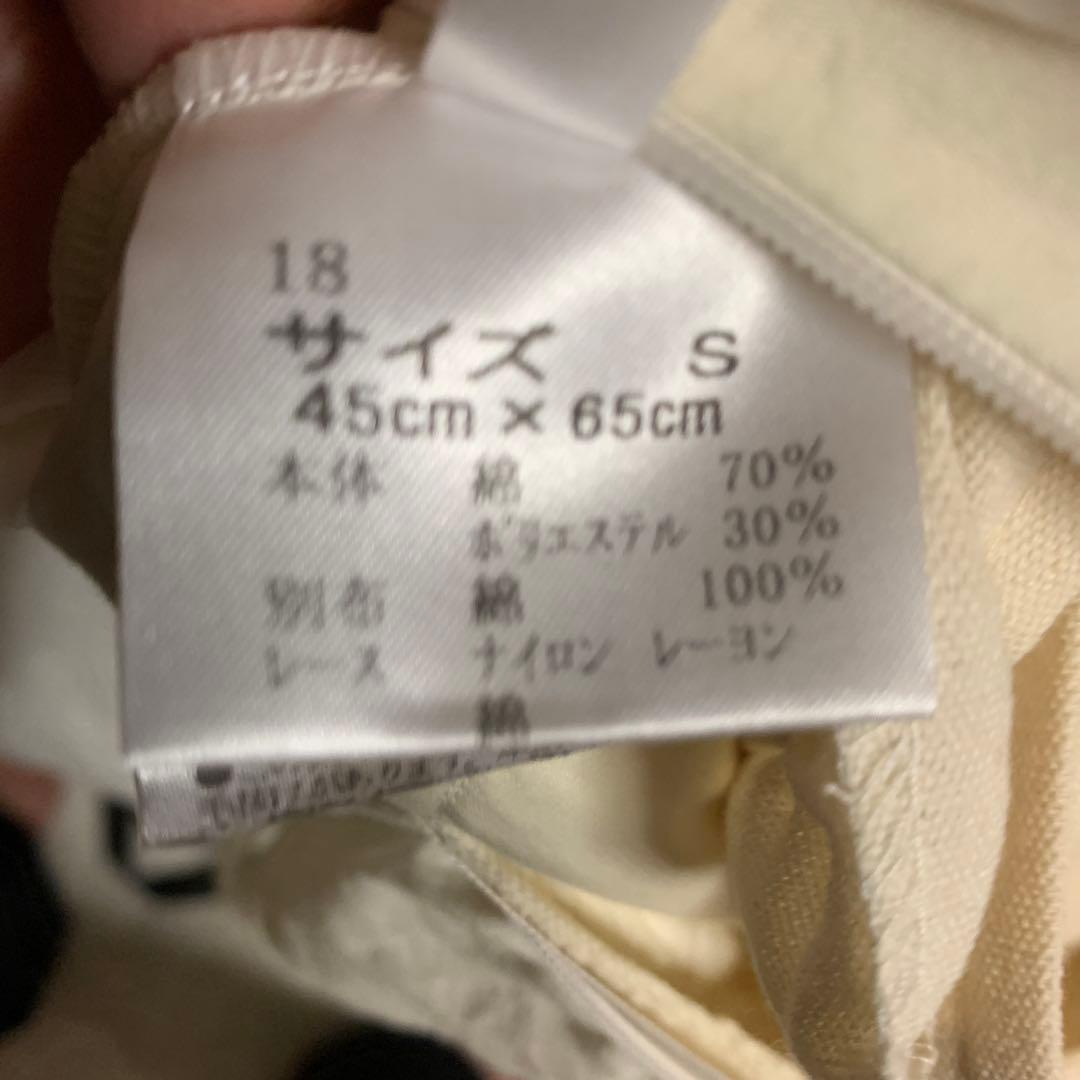 18
サイズ S
45cm × 65cm
本体 綿 70%
ポリエステル 30%
別布 綿 100%
レース ナイロン レーヨン
綿